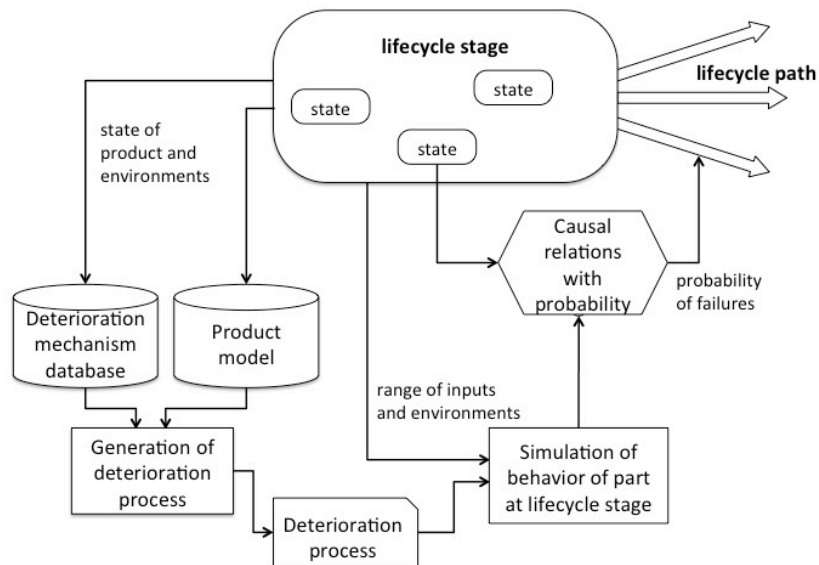 lifecycle stage
lifecycle path
state
state
state
state of
product and
environments
Causal
relations
with
probability
probability
of failures
Deterioration
mechanism
database
Product
model
range of inputs
and environments
Generation of
deterioration
process
Simulation of
behavior of part
at lifecycle stage
Deterioration
process